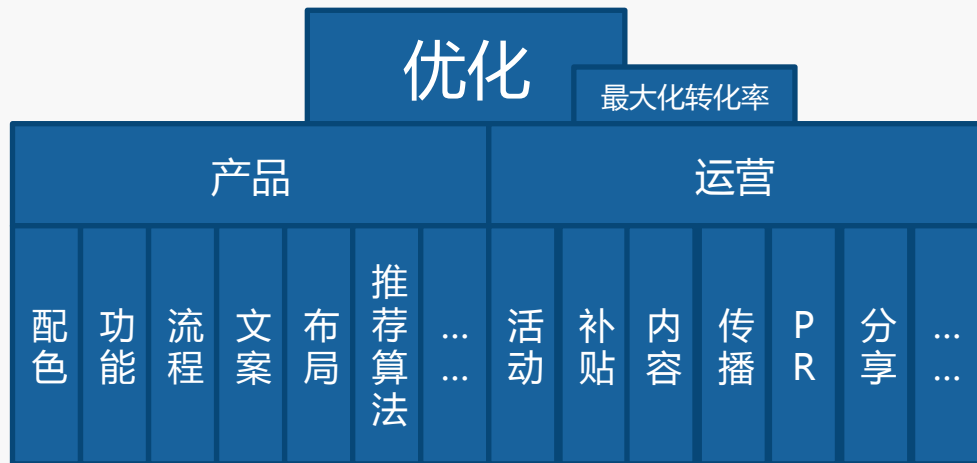 优化
最大化转化率
产品
运营
配色
功能
流程
文案
布局
推荐算法
......
活动
补贴
内容
传播
PR
分享
......